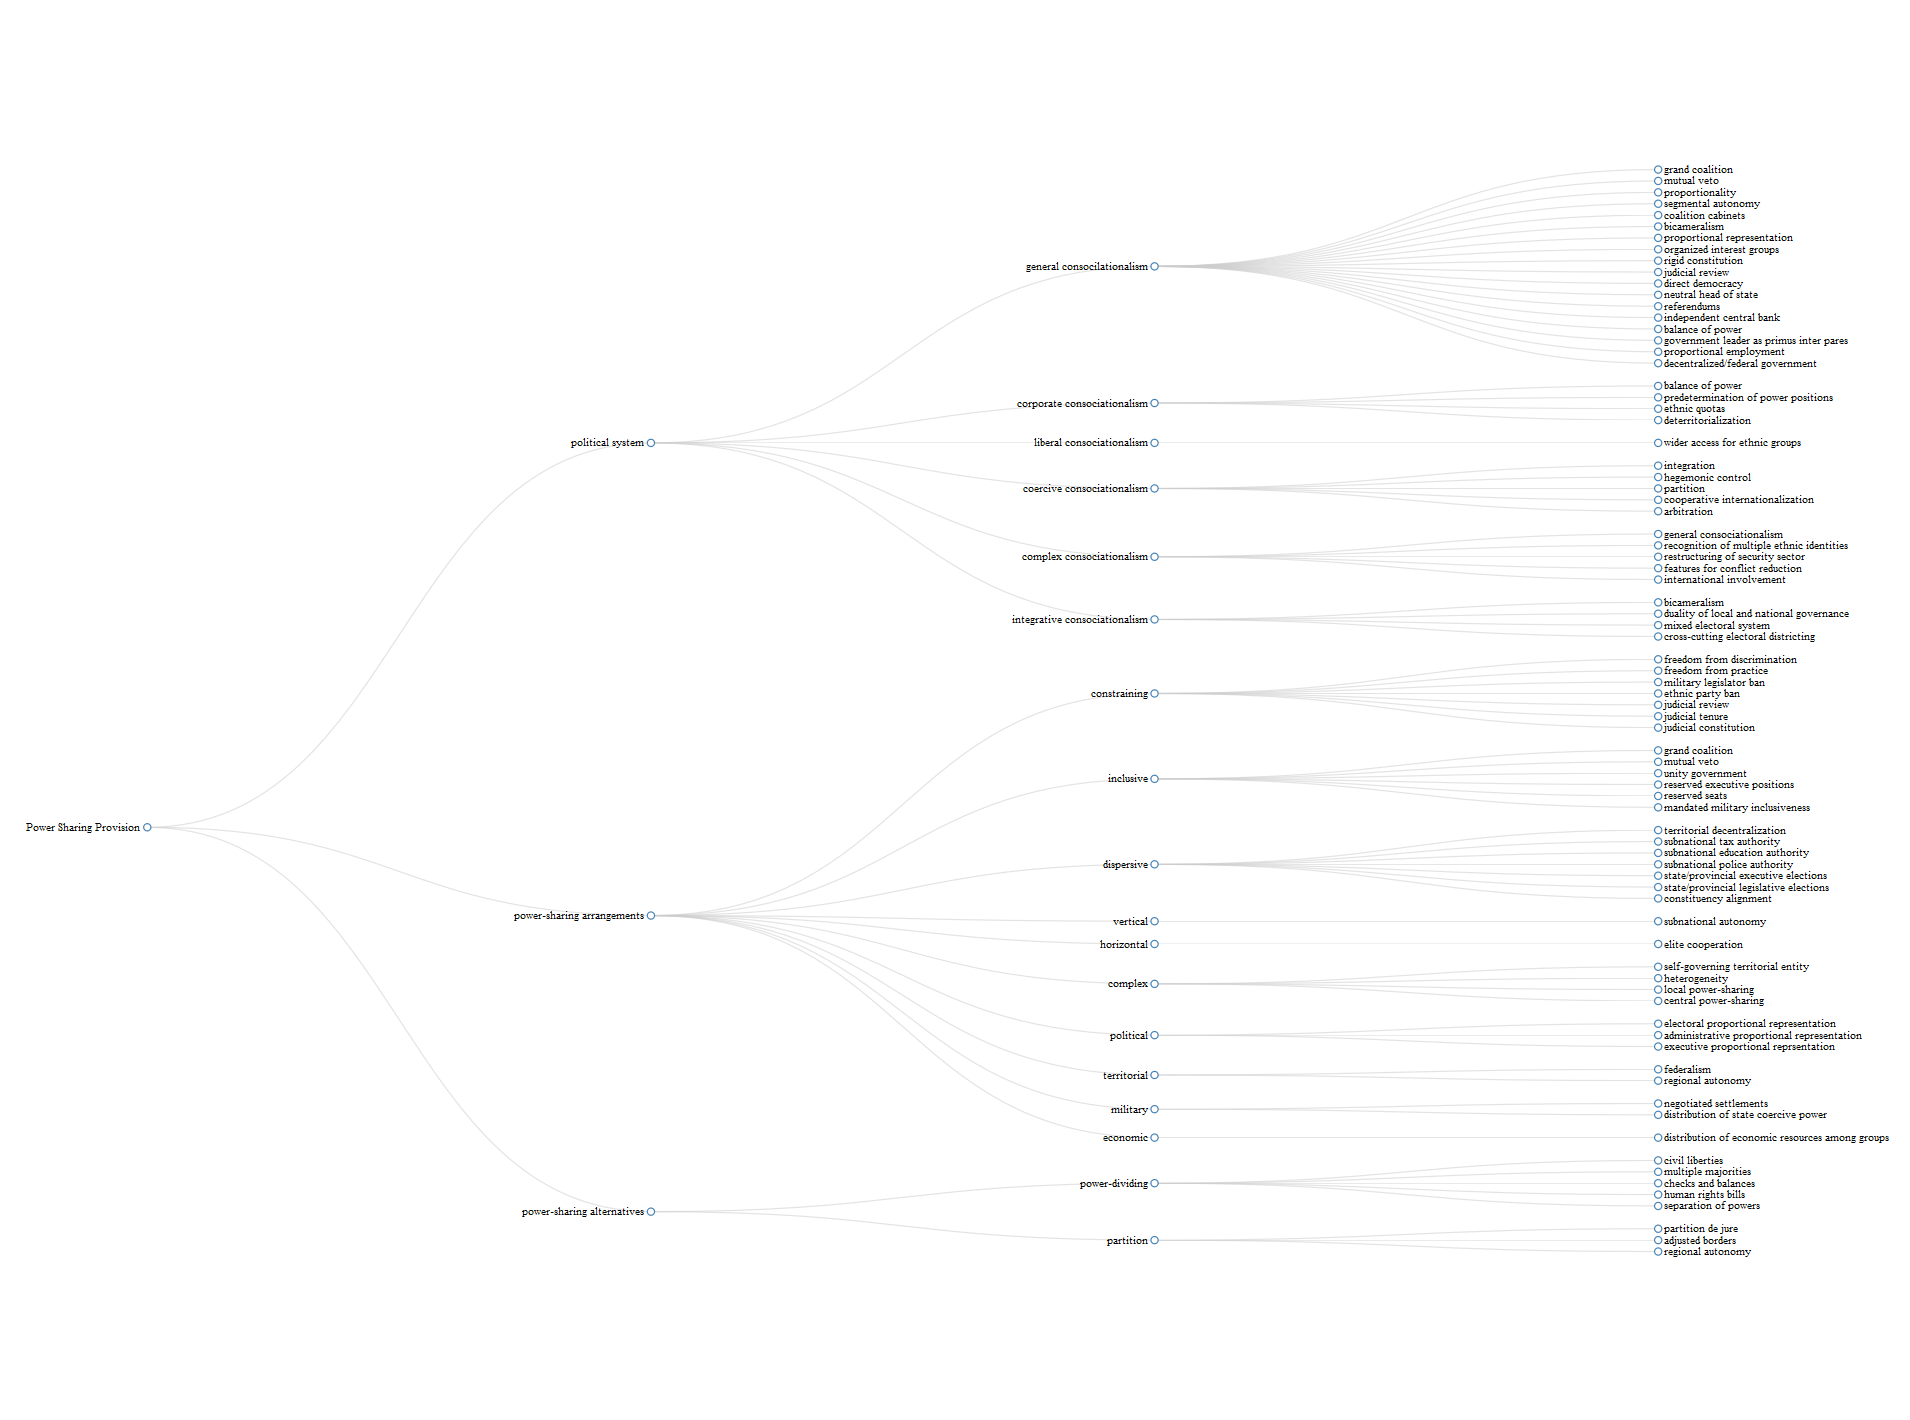 Power Sharing Provision
political system
general consocilationalism
grand coalition
mutual veto
proportionality
segmental autonomy
coalition cabinets
bicameralism
proportional representation
organized interest groups
rigid constitution
judicial review
direct democracy
neutral head of state
referendums
independent central bank
balance of power
government leader as primus inter pares
proportional employment
decentralized/federal government
corporate consociationalism
balance of power
predetermination of power positions
ethnic quotas
deterritorialization
liberal consociationalism
wider access for ethnic groups
coercive consociationalism
integration
hegemonic control
partition
cooperative internationalization
arbitration
complex consociationalism
general consociationalism
recognition of multiple ethnic identities
restructuring of security sector
features for conflict reduction
international involvement
integrative consociationalism
bicameralism
duality of local and national governance
mixed electoral system
cross-cutting electoral districting
power-sharing arrangements
constraining
freedom from discrimination
freedom from practice
military legislator ban
ethnic party ban
judicial review
judicial tenure
judicial constitution
inclusive
grand coalition
mutual veto
unity government
reserved executive positions
reserved seats
mandated military inclusiveness
dispersive
territorial decentralization
subnational tax authority
subnational education authority
subnational police authority
state/provincial executive elections
state/provincial legislative elections
constituency alignment
vertical
subnational autonomy
horizontal
elite cooperation
complex
self-governing territorial entity
heterogeneity
local power-sharing
central power-sharing
political
electoral proportional representation
administrative proportional representation
executive proportional reprsentation
territorial
federalism
regional autonomy
military
negotiated settlements
distribution of state coercive power
economic
distribution of economic resources among groups
power-sharing alternatives
power-dividing
civil liberties
multiple majorities
checks and balances
human rights bills
separation of powers
partition
partition de jure
adjusted borders
regional autonomy